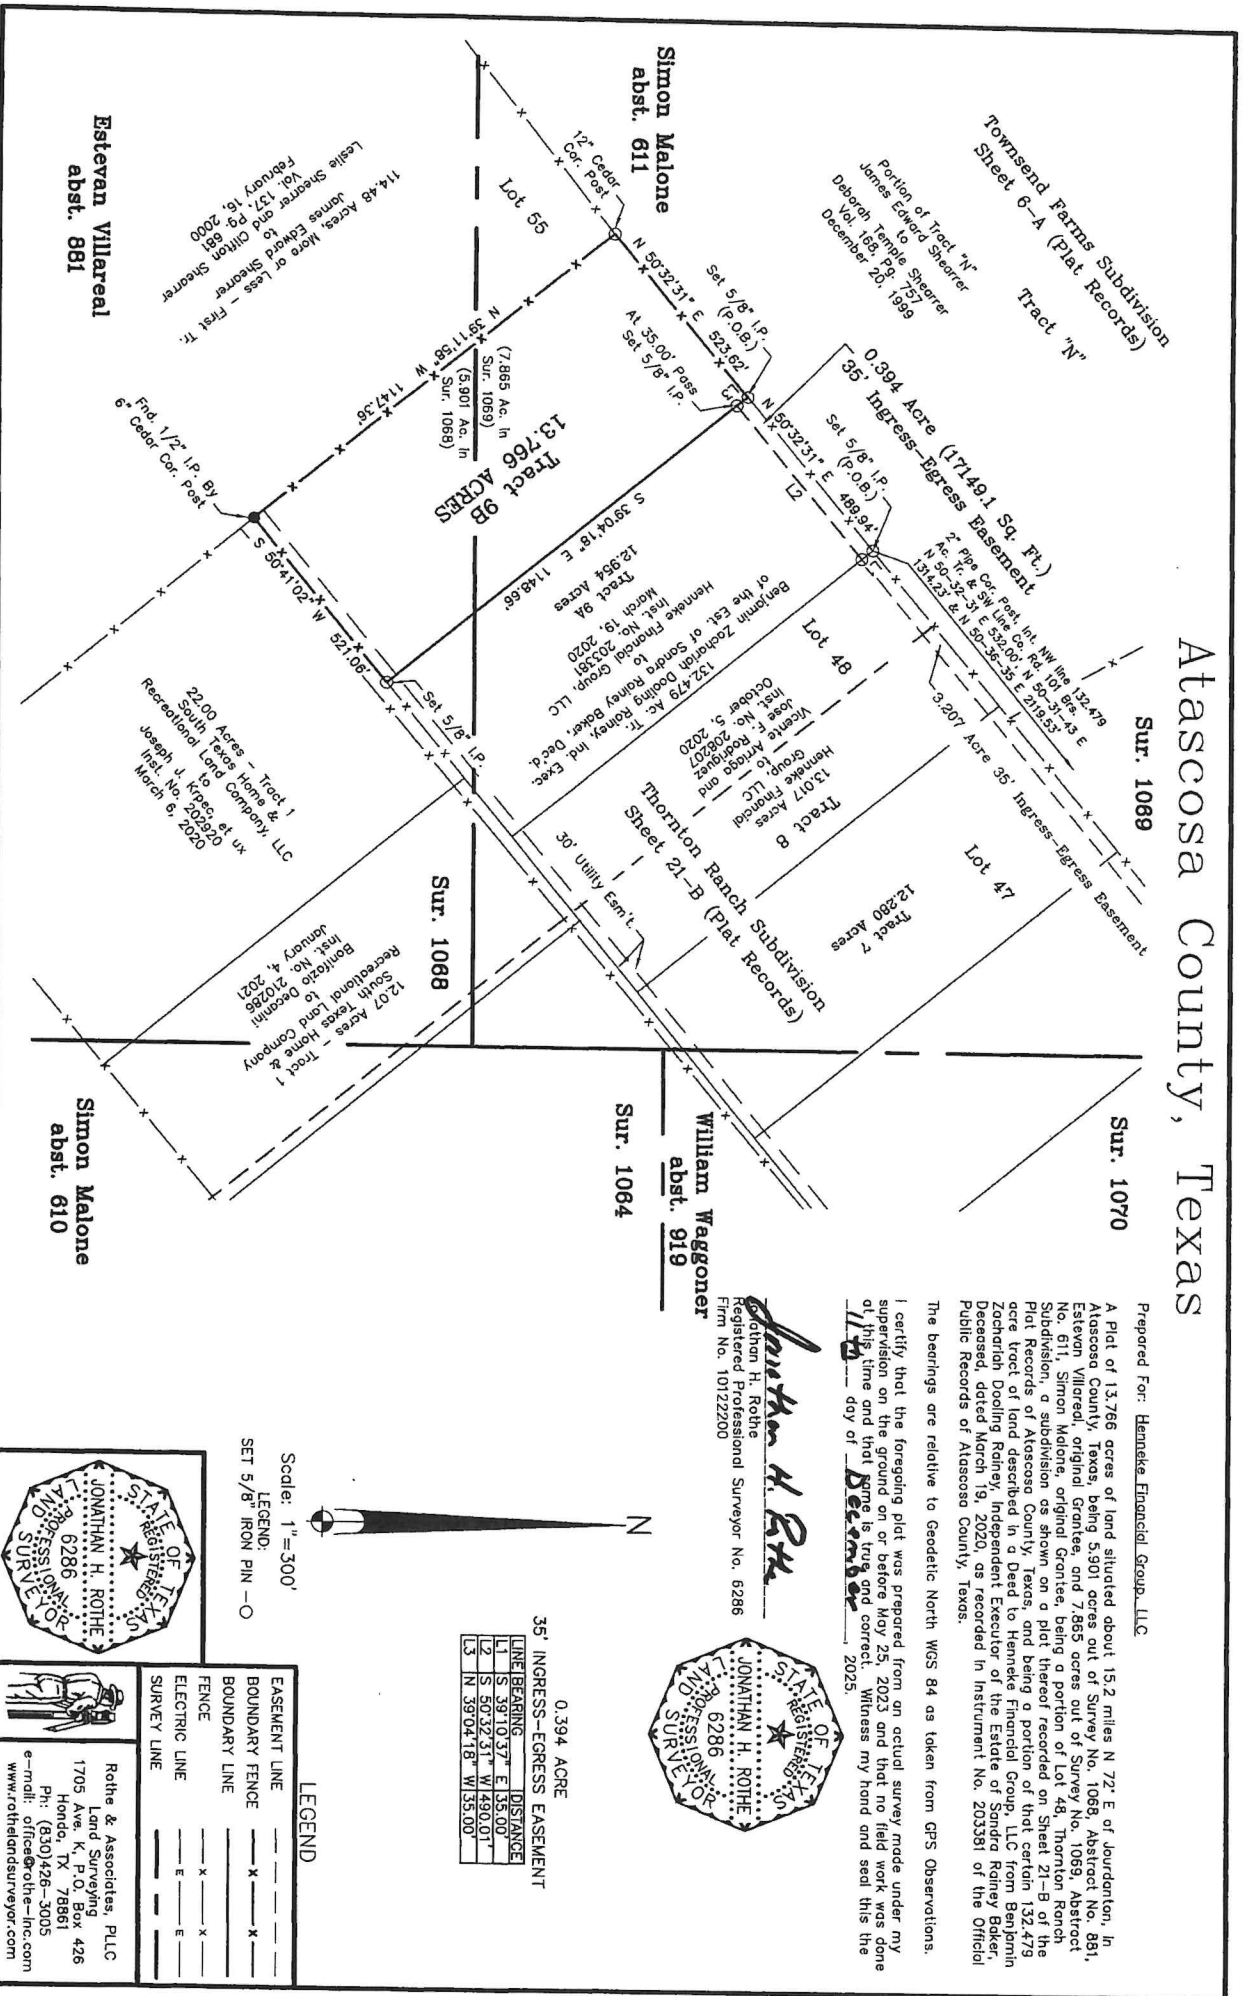 Atascosa County, Texas
Townsend Farms Subdivision
Sheet 6-A (Plat Records)
Tract "N"
Portion of Tract "N"
James Edward Shearrer
to
Deborah Temple Shearrer
Vol. 168, Pg. 757
December 20, 1999
Simon Malone
abst. 611
Sur. 1069
Sur. 1070
0.394 Acre (17149.1 Sq. Ft.)
35' Ingress-Egress Easement
2" Pipe Cor. Post, Int. NW line 132.479
Ac. Tr. & SW Line Co. Rd. 101 Brs.
N 50-32-31 E 532.00', N 50-31-43 E
1314.23' & N 50-36-35 E 2119.53'
3.207 Acre 35' Ingress-Egress Easement
12" Cedar
Cor. Post
N 50°32'31" E 523.62'
Set 5/8" I.P.
(P.O.B.)
At 35.00' Pass
Set 5/8" I.P.
N 50°32'31" E 489.94'
Set 5/8" I.P.
(P.O.B.)
L2
L3
Lot 55
Lot 48
Lot 47
Tract 7
12.280 Acres
Tract 8
13.017 Acres
Henneke Financial
Group, LLC
to
Vicente Arriaga and
Jose F. Rodriguez
Inst. No. 208207
October 5, 2020
Thornton Ranch Subdivision
Sheet 21-B (Plat Records)
132.479 Ac. Tr.
Benjamin Zachariah Dooling Rainey, Ind. Exec.
of the Est. of Sandra Rainey Baker, Dec'd.
to
Henneke Financial Group, LLC
Inst. No. 203381
March 19, 2020
Tract 9A
12.954 Acres
S 39°04'18" E 1148.66'
Tract 9B
13.766 ACRES
(7.865 Ac. In
Sur. 1069)
(5.901 Ac. In
Sur. 1068)
N 39°11'58" W 1147.36'
114.48 Acres, More or Less - First Tr.
James Edward Shearrer
to
Leslie Shearrer and Clifton Shearrer
Vol. 137, Pg. 681
February 16, 2000
Estevan Villareal
abst. 881
Fnd. 1/2" I.P. By
6" Cedar Cor. Post
S 50°41'02" W 521.06'
Set 5/8" I.P.
30' Utility Esm't.
Sur. 1068
22.00 Acres - Tract 1
South Texas Home &
Recreational Land Company, LLC
to
Joseph J. Krpec, et ux
Inst. No. 202920
March 6, 2020
12.07 Acres - Tract 1
South Texas Home &
Recreational Land Company
to
Bonifazio Decanini
Inst. No. 210286
January 4, 2021
William Waggoner
abst. 919
Sur. 1064
Simon Malone
abst. 610
Prepared For: Henneke Financial Group, LLC
A Plat of 13.766 acres of land situated about 15.2 miles N 72° E of Jourdanton, in
Atascosa County, Texas, being 5.901 acres out of Survey No. 1068, Abstract No. 881,
Estevan Villareal, original Grantee, and 7.865 acres out of Survey No. 1069, Abstract
No. 611, Simon Malone, original Grantee, being a portion of Lot 48, Thornton Ranch
Subdivision, a subdivision as shown on a plat thereof recorded on Sheet 21-B of the
Plat Records of Atascosa County, Texas, and being a portion of that certain 132.479
acre tract of land described in a Deed to Henneke Financial Group, LLC from Benjamin
Zachariah Dooling Rainey, Independent Executor of the Estate of Sandra Rainey Baker,
Deceased, dated March 19, 2020, as recorded in Instrument No. 203381 of the Official
Public Records of Atascosa County, Texas.
The bearings are relative to Geodetic North WGS 84 as taken from GPS Observations.
I certify that the foregoing plat was prepared from an actual survey made under my
supervision on the ground on or before May 25, 2023 and that no field work was done
at this time and that same is true and correct. Witness my hand and seal this the
11th day of December, 2025.
Jonathan H. Rothe
Jonathan H. Rothe
Registered Professional Surveyor No. 6286
Firm No. 10122200
STATE OF TEXAS
REGISTERED
JONATHAN H. ROTHE
6286
PROFESSIONAL
LAND SURVEYOR
N
Scale: 1"=300'
LEGEND:
SET 5/8" IRON PIN -O
0.394 ACRE
35' INGRESS-EGRESS EASEMENT
LINE BEARING DISTANCE
L1 S 39°10'37" E 35.00'
L2 S 50°32'31" W 490.01'
L3 N 39°04'18" W 35.00'
STATE OF TEXAS
REGISTERED
JONATHAN H. ROTHE
6286
PROFESSIONAL
LAND SURVEYOR
LEGEND
EASEMENT LINE
BOUNDARY FENCE
BOUNDARY LINE
FENCE
ELECTRIC LINE
SURVEY LINE
Rothe & Associates, PLLC
Land Surveying
1705 Ave. K, P.O. Box 426
Hondo, TX 78861
Ph: (830)426-3005
e-mail: office@rothe-inc.com
www.rothelandsurveyor.com